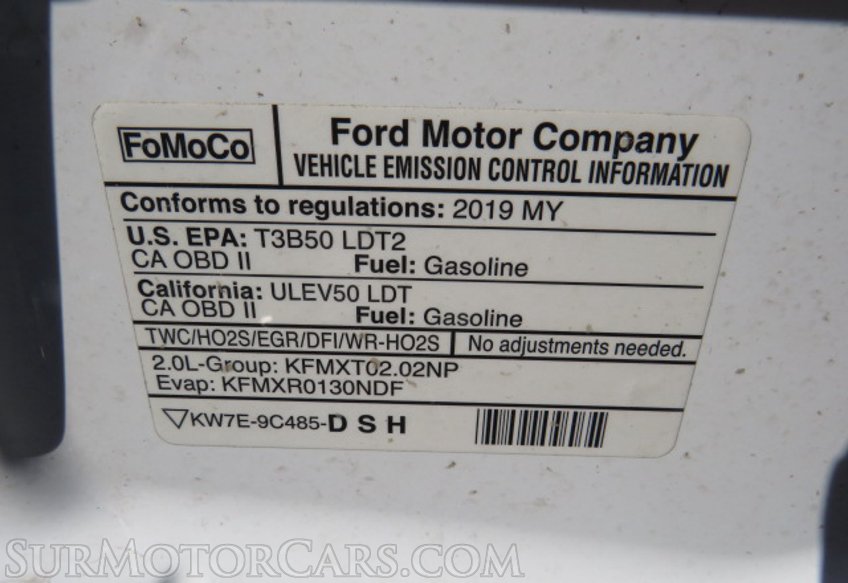 FoMoCo
Ford Motor Company
VEHICLE EMISSION CONTROL INFORMATION
Conforms to regulations: 2019 MY
U.S. EPA: T3B50 LDT2
CA OBD II Fuel: Gasoline
California: ULEV50 LDT
CA OBD II Fuel: Gasoline
TWC/HO2S/EGR/DFI/WR-HO2S No adjustments needed.
2.0L-Group: KFMXT02.02NP
Evap: KFMXR0130NDF
KW7E-9C485-D S H
SurMotorCars.com